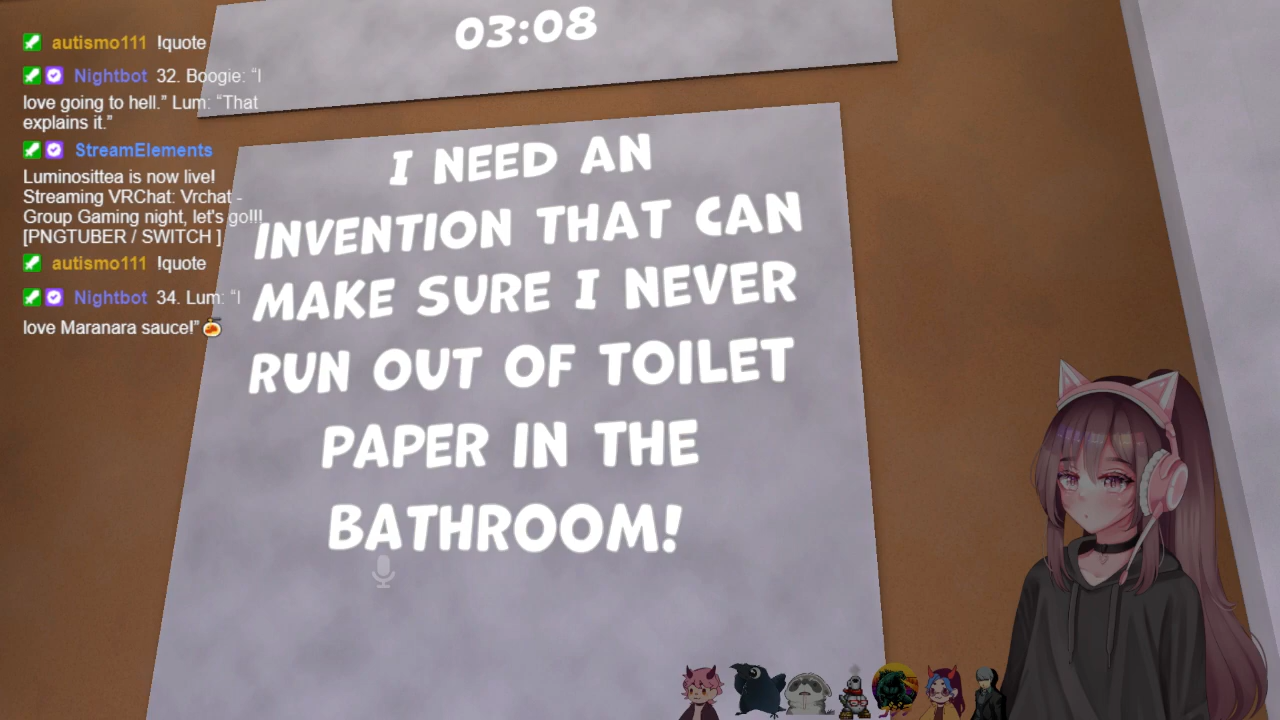 03:08
autismo111 !quote
Nightbot 32. Boogie: “I
love going to hell.” Lum: “That
explains it.”
StreamElements
Luminosittea is now live!
Streaming VRChat: Vrchat -
Group Gaming night, let's go!!!
[PNGTUBER / SWITCH ]
autismo111 !quote
Nightbot 34. Lum: “I
love Maranara sauce!”
I NEED AN
INVENTION THAT CAN
MAKE SURE I NEVER
RUN OUT OF TOILET
PAPER IN THE
BATHROOM!